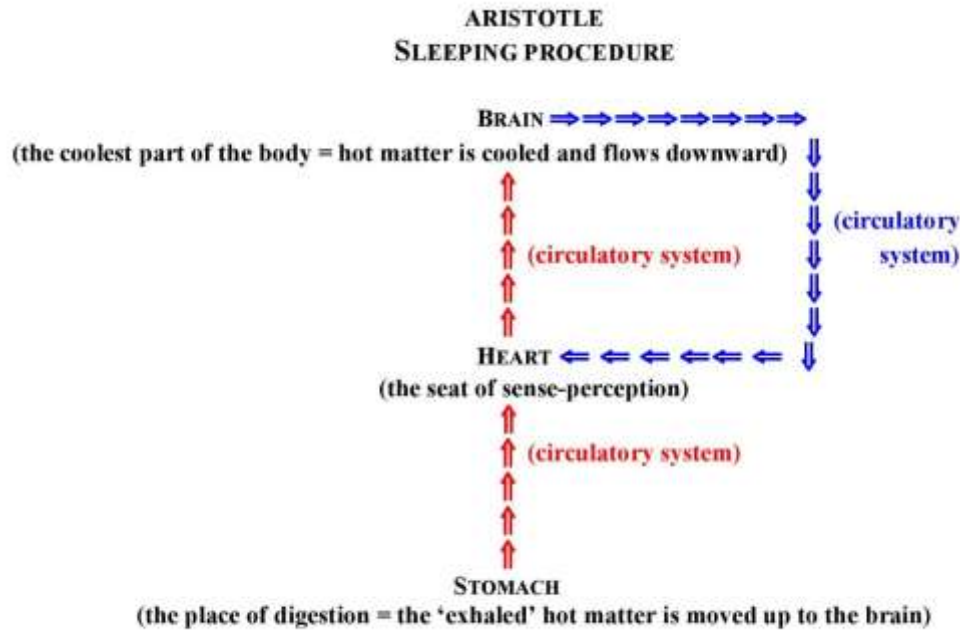 ARISTOTLE
SLEEPING PROCEDURE
BRAIN
(the coolest part of the body = hot matter is cooled and flows downward)
(circulatory system)
(circulatory
system)
HEART
(the seat of sense-perception)
(circulatory system)
STOMACH
(the place of digestion = the ‘exhaled’ hot matter is moved up to the brain)